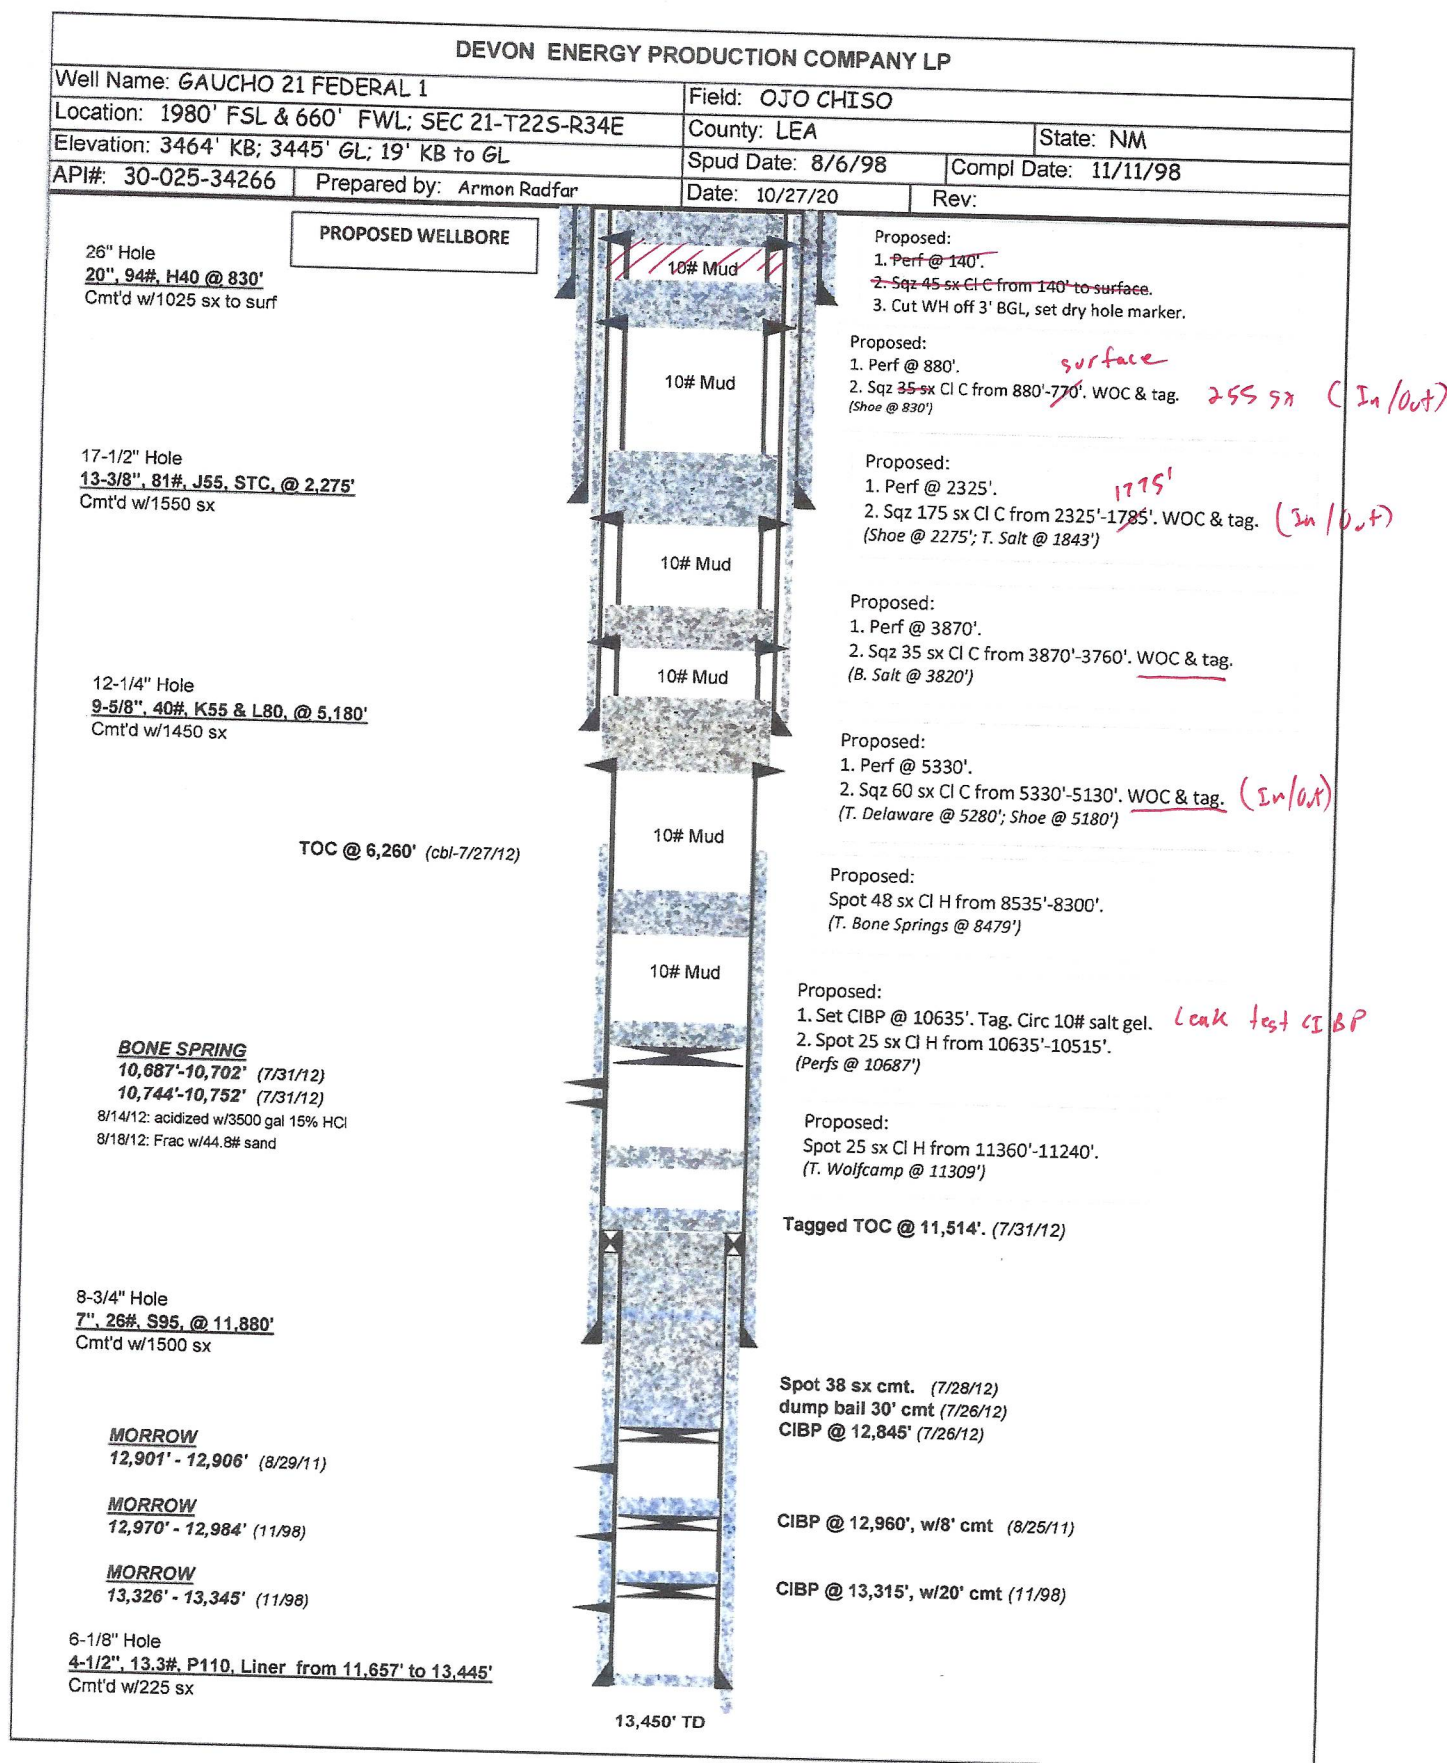 DEVON ENERGY PRODUCTION COMPANY LP
Well Name: GAUCHO 21 FEDERAL 1
Field: OJO CHISO
Location: 1980' FSL & 660' FWL; SEC 21-T22S-R34E
County: LEA
State: NM
Elevation: 3464' KB; 3445' GL; 19' KB to GL
Spud Date: 8/6/98
Compl Date: 11/11/98
API#: 30-025-34266
Prepared by: Armon Radfar
Date: 10/27/20
Rev:
PROPOSED WELLBORE
26" Hole
20", 94#, H40 @ 830'
Cmt'd w/1025 sx to surf
10# Mud
Proposed:
1. Perf @ 140'.
2. Sqz 45 sx Cl C from 140' to surface.
3. Cut WH off 3' BGL, set dry hole marker.
10# Mud
Proposed:
1. Perf @ 880'.
surface
2. Sqz 35 sx Cl C from 880'-770'. WOC & tag. 255 sx (In/Out)
(Shoe @ 830')
17-1/2" Hole
13-3/8", 81#, J55, STC, @ 2,275'
Cmt'd w/1550 sx
Proposed:
1. Perf @ 2325'.
1775'
2. Sqz 175 sx Cl C from 2325'-1785'. WOC & tag. (In/Out)
(Shoe @ 2275'; T. Salt @ 1843')
10# Mud
Proposed:
1. Perf @ 3870'.
2. Sqz 35 sx Cl C from 3870'-3760'. WOC & tag.
(B. Salt @ 3820')
10# Mud
12-1/4" Hole
9-5/8", 40#, K55 & L80, @ 5,180'
Cmt'd w/1450 sx
Proposed:
1. Perf @ 5330'.
2. Sqz 60 sx Cl C from 5330'-5130'. WOC & tag. (In/Out)
(T. Delaware @ 5280'; Shoe @ 5180')
10# Mud
TOC @ 6,260' (cbl-7/27/12)
Proposed:
Spot 48 sx Cl H from 8535'-8300'.
(T. Bone Springs @ 8479')
10# Mud
Proposed:
1. Set CIBP @ 10635'. Tag. Circ 10# salt gel. Leak test CIBP
2. Spot 25 sx Cl H from 10635'-10515'.
(Perfs @ 10687')
BONE SPRING
10,687'-10,702' (7/31/12)
10,744'-10,752' (7/31/12)
8/14/12: acidized w/3500 gal 15% HCl
8/18/12: Frac w/44.8# sand
Proposed:
Spot 25 sx Cl H from 11360'-11240'.
(T. Wolfcamp @ 11309')
Tagged TOC @ 11,514'. (7/31/12)
8-3/4" Hole
7", 26#, S95, @ 11,880'
Cmt'd w/1500 sx
Spot 38 sx cmt. (7/28/12)
dump bail 30' cmt (7/26/12)
CIBP @ 12,845' (7/26/12)
MORROW
12,901' - 12,906' (8/29/11)
MORROW
12,970' - 12,984' (11/98)
CIBP @ 12,960', w/8' cmt (8/25/11)
MORROW
13,326' - 13,345' (11/98)
CIBP @ 13,315', w/20' cmt (11/98)
6-1/8" Hole
4-1/2", 13.3#, P110, Liner from 11,657' to 13,445'
Cmt'd w/225 sx
13,450' TD